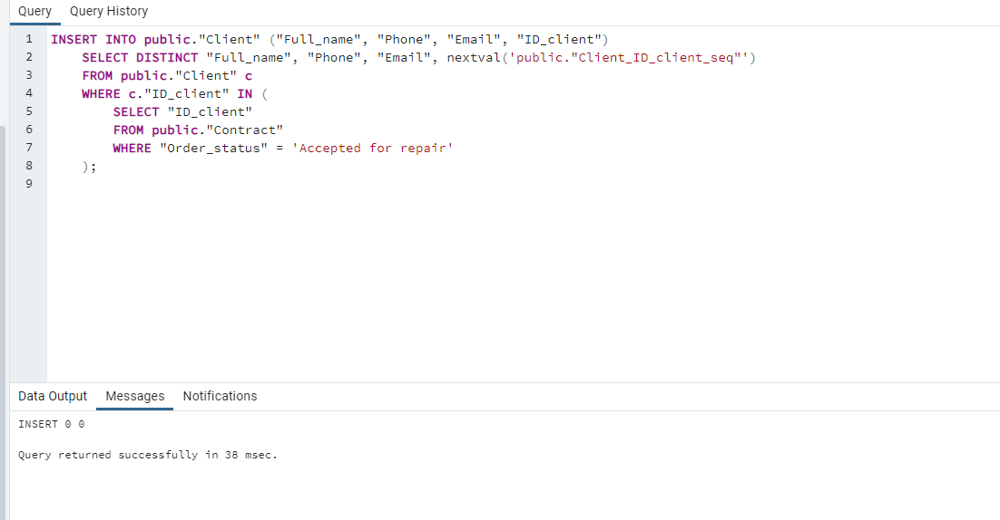 Query Query History
1 INSERT INTO public."Client" ("Full_name", "Phone", "Email", "ID_client")
2 SELECT DISTINCT "Full_name", "Phone", "Email", nextval('public."Client_ID_client_seq"')
3 FROM public."Client" c
4 WHERE c."ID_client" IN (
5 SELECT "ID_client"
6 FROM public."Contract"
7 WHERE "Order_status" = 'Accepted for repair'
8 );
9
Data Output Messages Notifications
INSERT 0 0
Query returned successfully in 38 msec.